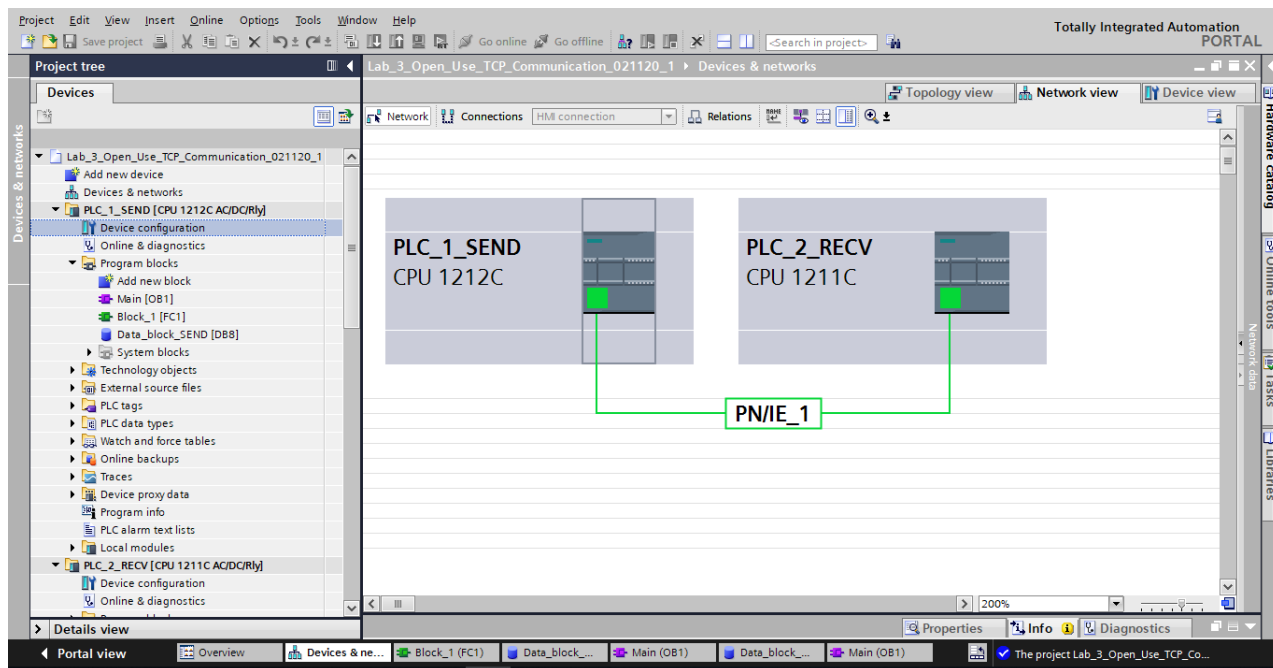 Project Edit View Insert Online Options Tools Window Help
Totally Integrated Automation
PORTAL
Save project Go online Go offline <Search in project>
Project tree
Lab_3_Open_Use_TCP_Communication_021120_1 Devices & networks
Devices
Topology view Network view Device view
Network Connections HMI connection Relations
Devices & networks
Lab_3_Open_Use_TCP_Communication_021120_1
Add new device
Devices & networks
PLC_1_SEND [CPU 1212C AC/DC/Rly]
Device configuration
Online & diagnostics
Program blocks
Add new block
Main [OB1]
Block_1 [FC1]
Data_block_SEND [DB8]
System blocks
Technology objects
External source files
PLC tags
PLC data types
Watch and force tables
Online backups
Traces
Device proxy data
Program info
PLC alarm text lists
Local modules
PLC_2_RECV [CPU 1211C AC/DC/Rly]
Device configuration
Online & diagnostics
PLC_1_SEND
CPU 1212C
PLC_2_RECV
CPU 1211C
PN/IE_1
Hardware catalog
Online tools
Tasks
Libraries
Network data
200%
Details view
Properties Info Diagnostics
Portal view Overview Devices & ne... Block_1 (FC1) Data_block_... Main (OB1) Data_block_... Main (OB1) The project Lab_3_Open_Use_TCP_Co...